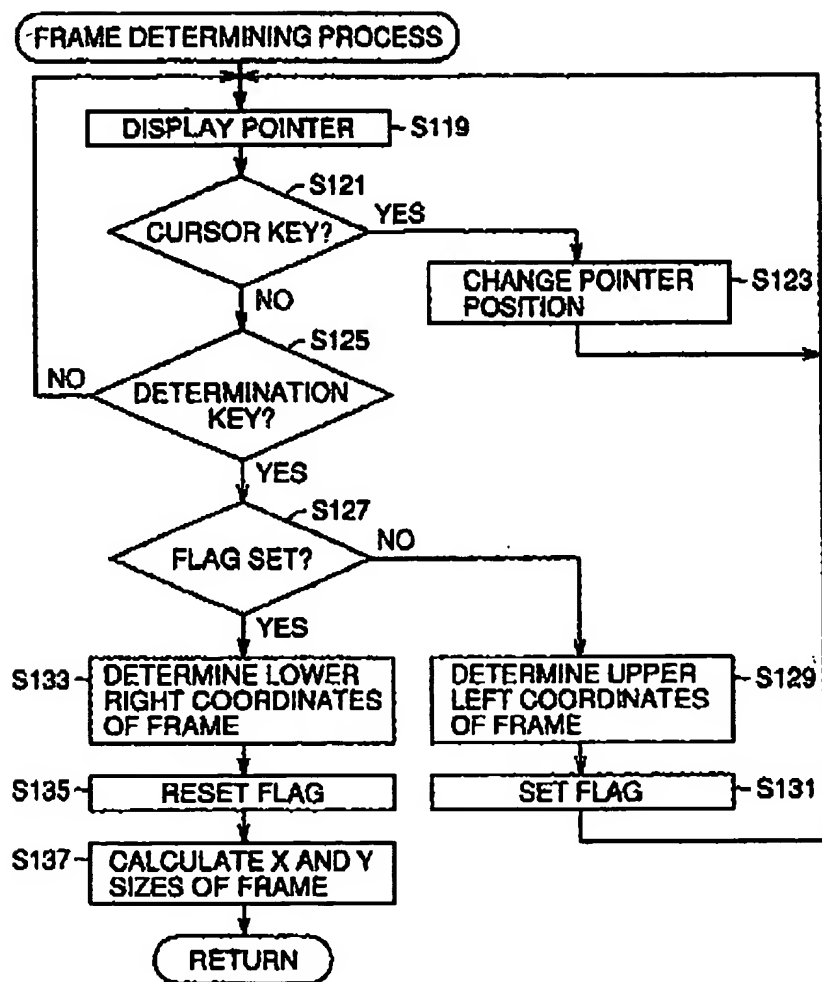 FRAME DETERMINING PROCESS
DISPLAY POINTER
S119
S121
CURSOR KEY?
YES
CHANGE POINTER
POSITION
S123
NO
S125
NO
DETERMINATION
KEY?
YES
S127
FLAG SET?
NO
YES
S133
DETERMINE LOWER
RIGHT COORDINATES
OF FRAME
DETERMINE UPPER
LEFT COORDINATES
OF FRAME
S129
S135
RESET FLAG
SET FLAG
S131
S137
CALCULATE X AND Y
SIZES OF FRAME
RETURN